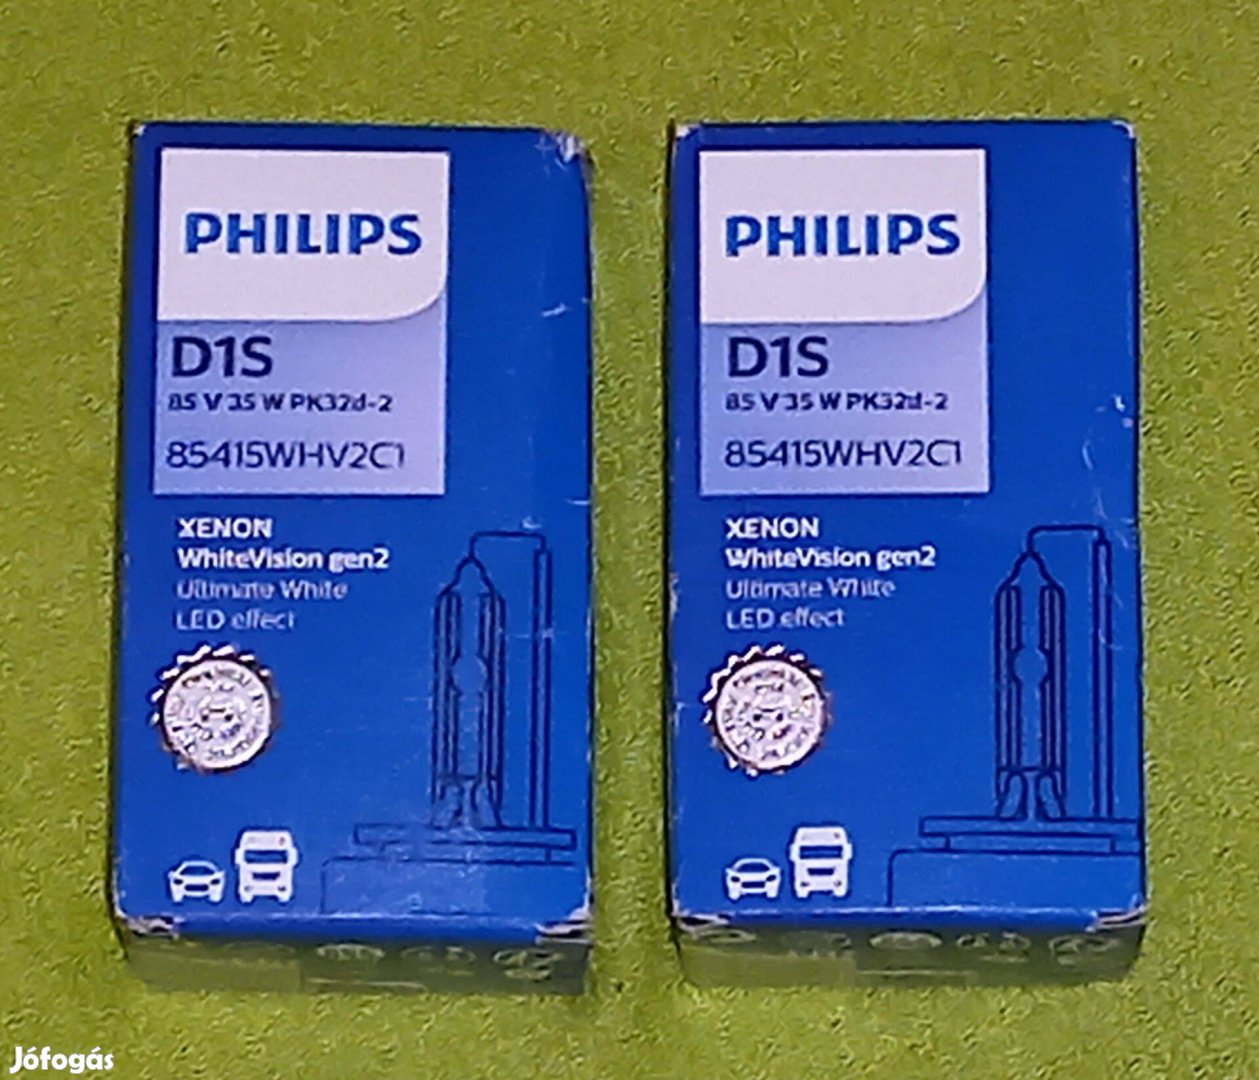 PHILIPS
D1S
85 V 35 W PK32d-2
85415WHV2C1
XENON
WhiteVision gen2
Ultimate White
LED effect
PHILIPS
D1S
85 V 35 W PK32d-2
85415WHV2C1
XENON
WhiteVision gen2
Ultimate White
LED effect
Jófogás